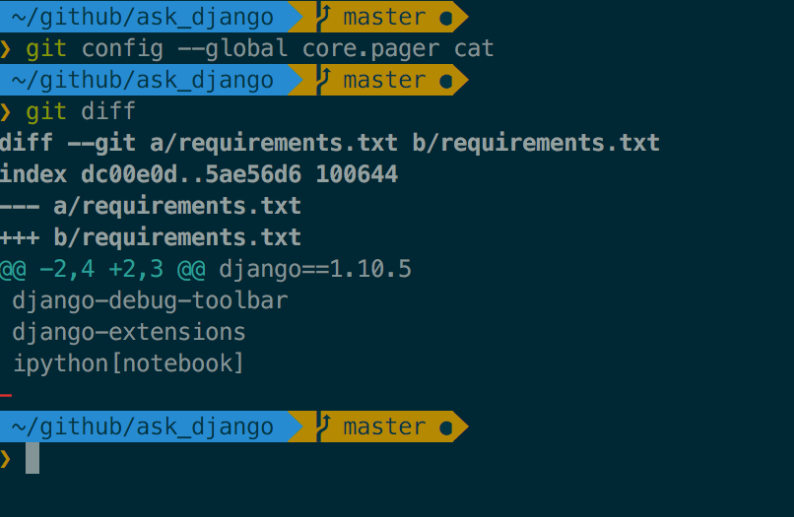 ~/github/ask_django master ●
❯ git config --global core.pager cat
~/github/ask_django master ●
❯ git diff
diff --git a/requirements.txt b/requirements.txt
index dc00e0d..5ae56d6 100644
--- a/requirements.txt
+++ b/requirements.txt
@@ -2,4 +2,3 @@ django==1.10.5
 django-debug-toolbar
 django-extensions
 ipython[notebook]
-
~/github/ask_django master ●
❯